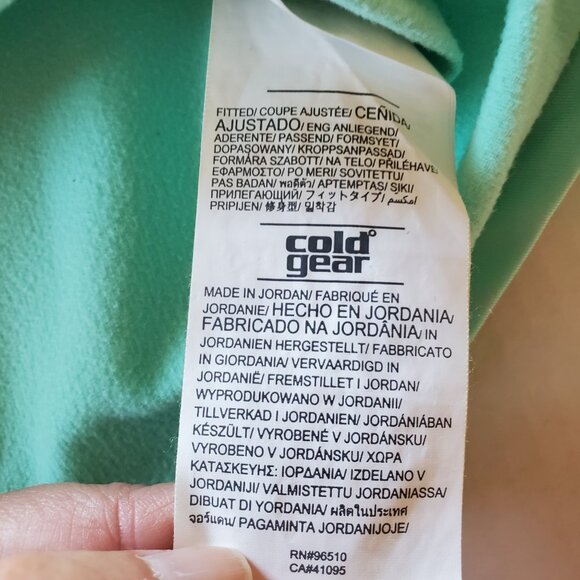 FITTED/ COUPE AJUSTÉE/ CEÑIDA/
AJUSTADO/ ENG ANLIEGEND/
ADERENTE/ PASSEND/ FORMSYET/
DOPASOWANY/ KROPPSANPASSAD/
FORMÁRA SZABOTT/ NA TELO/ PŘILÉHAVÉ/
ΕΦΑΡΜΟΣΤΟ/ PO MERI/ SOVITETTU/
PAS BADAN/ พอดีตัว/ APTEMPTAS/ SIKI/
ПРИЛЕГАЮЩИЙ/ フィットタイプ/
PRIPIJEN/ 修身型/ 밀착감
cold
gear
MADE IN JORDAN/ FABRIQUÉ EN
JORDANIE/ HECHO EN JORDANIA/
FABRICADO NA JORDÂNIA/ IN
JORDANIEN HERGESTELLT/ FABBRICATO
IN GIORDANIA/ VERVAARDIGD IN
JORDANIË/ FREMSTILLET I JORDAN/
WYPRODUKOWANO W JORDANII/
TILLVERKAD I JORDANIEN/ JORDÁNIÁBAN
KÉSZÜLT/ VYROBENÉ V JORDÁNSKU/
VYROBENO V JORDÁNSKU/ ΧΩΡΑ
ΚΑΤΑΣΚΕΥΗΣ: ΙΟΡΔΑΝΙΑ/ IZDELANO V
JORDANIJI/ VALMISTETTU JORDANIASSA/
DIBUAT DI YORDANIA/ ผลิตในประเทศ
จอร์แดน/ PAGAMINTA JORDANIJOJE/
RN#96510
CA#41095